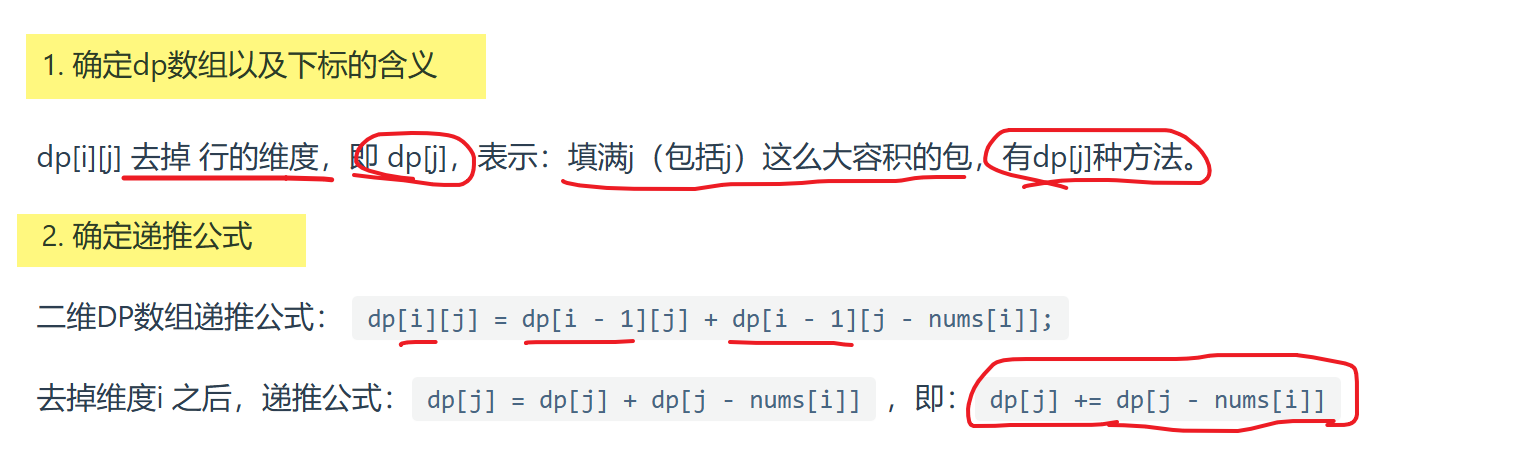 1. 确定dp数组以及下标的含义
dp[i][j] 去掉 行的维度，即 dp[j]，表示：填满j（包括j）这么大容积的包，有dp[j]种方法。
2. 确定递推公式
二维DP数组递推公式： dp[i][j] = dp[i - 1][j] + dp[i - 1][j - nums[i]];
去掉维度i 之后，递推公式： dp[j] = dp[j] + dp[j - nums[i]] ，即： dp[j] += dp[j - nums[i]]